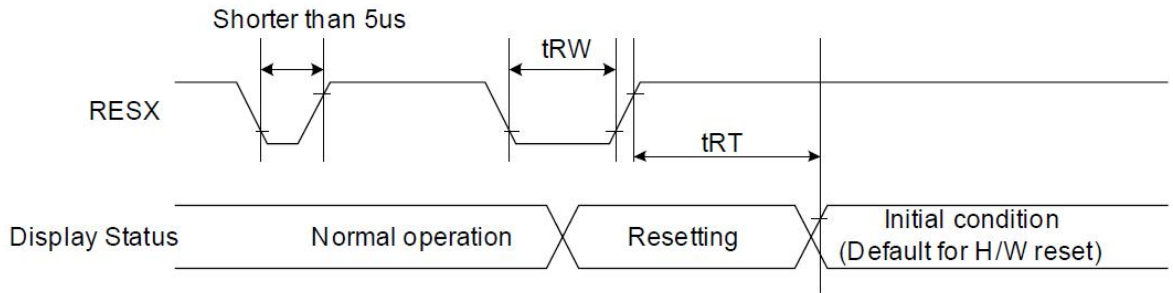 Shorter than 5us
tRW
RESX
tRT
Display Status
Normal operation
Resetting
Initial condition
(Default for H/W reset)